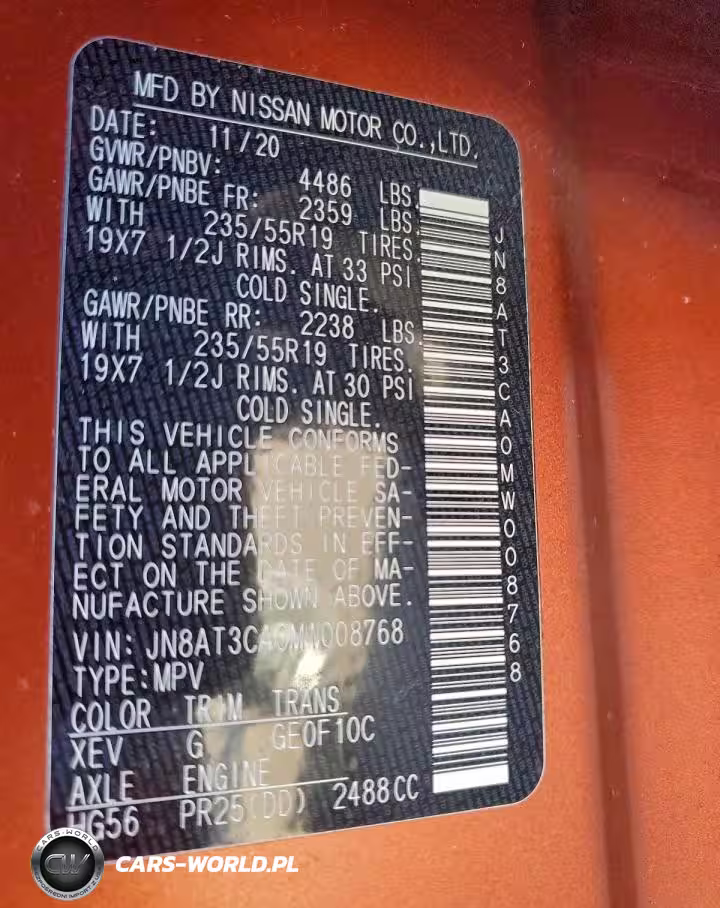 MFD BY NISSAN MOTOR CO.,LTD.
DATE: 11/20
GVWR/PNBV: 4486 LBS.
GAWR/PNBE FR: 2359 LBS.
WITH 235/55R19 TIRES.
19X7 1/2J RIMS. AT 33 PSI
COLD SINGLE.
GAWR/PNBE RR: 2238 LBS.
WITH 235/55R19 TIRES.
19X7 1/2J RIMS. AT 30 PSI
COLD SINGLE.
THIS VEHICLE CONFORMS
TO ALL APPLICABLE FED-
ERAL MOTOR VEHICLE SA-
FETY AND THEFT PREVEN-
TION STANDARDS IN EFF-
ECT ON THE DATE OF MA-
NUFACTURE SHOWN ABOVE.
VIN: JN8AT3CA0MW008768
TYPE:MPV
COLOR TRIM TRANS
XEV G GE0F10C
AXLE ENGINE
HG56 PR25(DD) 2488CC
JN8AT3CA0MW008768
CARS-WORLD
CW
CARS-WORLD.PL